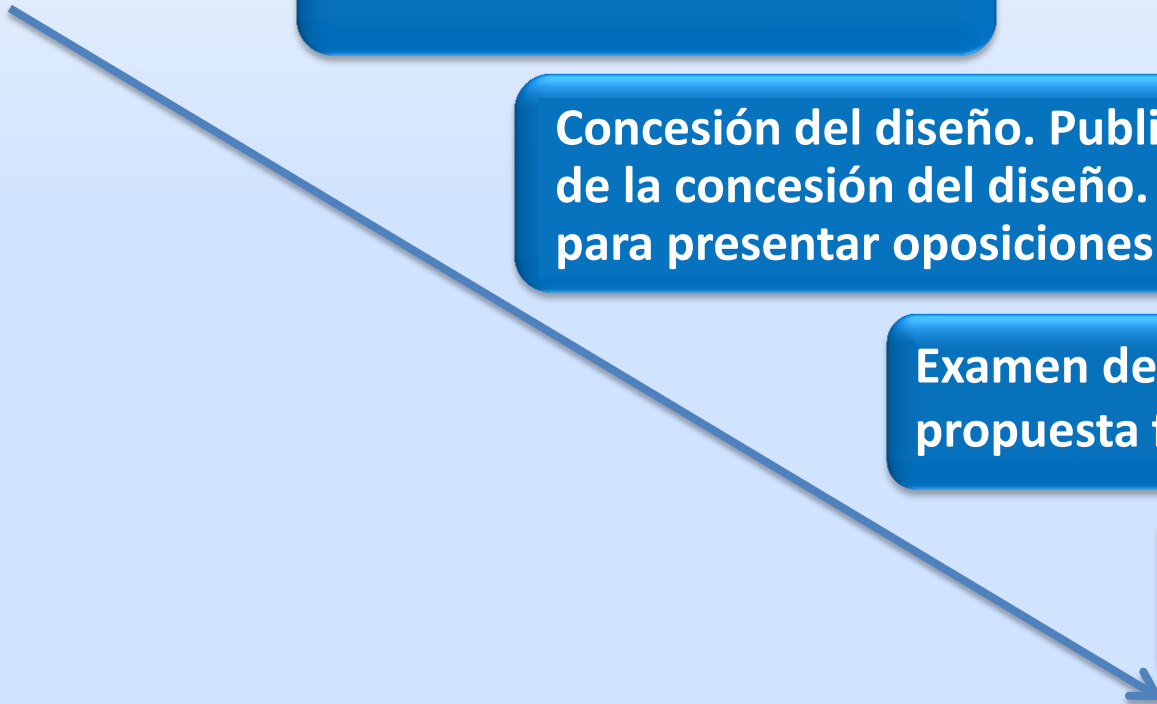 Concesión del diseño. Publi
de la concesión del diseño.
para presentar oposiciones
Examen de
propuesta